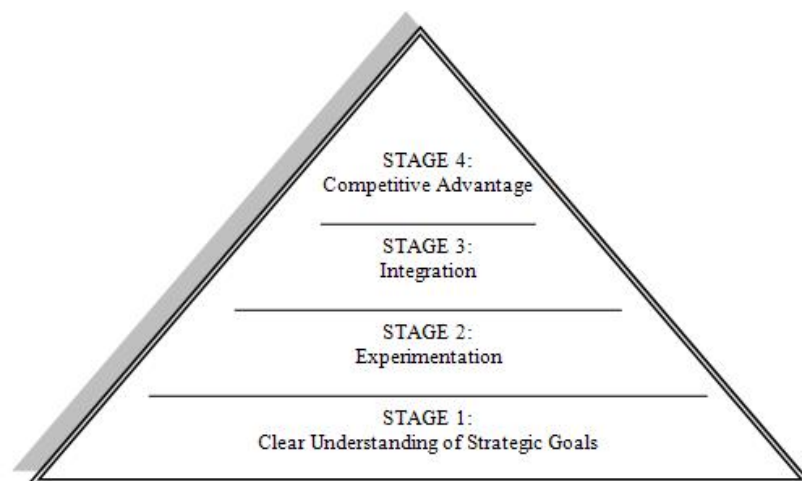 STAGE 4:
Competitive Advantage
STAGE 3:
Integration
STAGE 2:
Experimentation
STAGE 1:
Clear Understanding of Strategic Goals